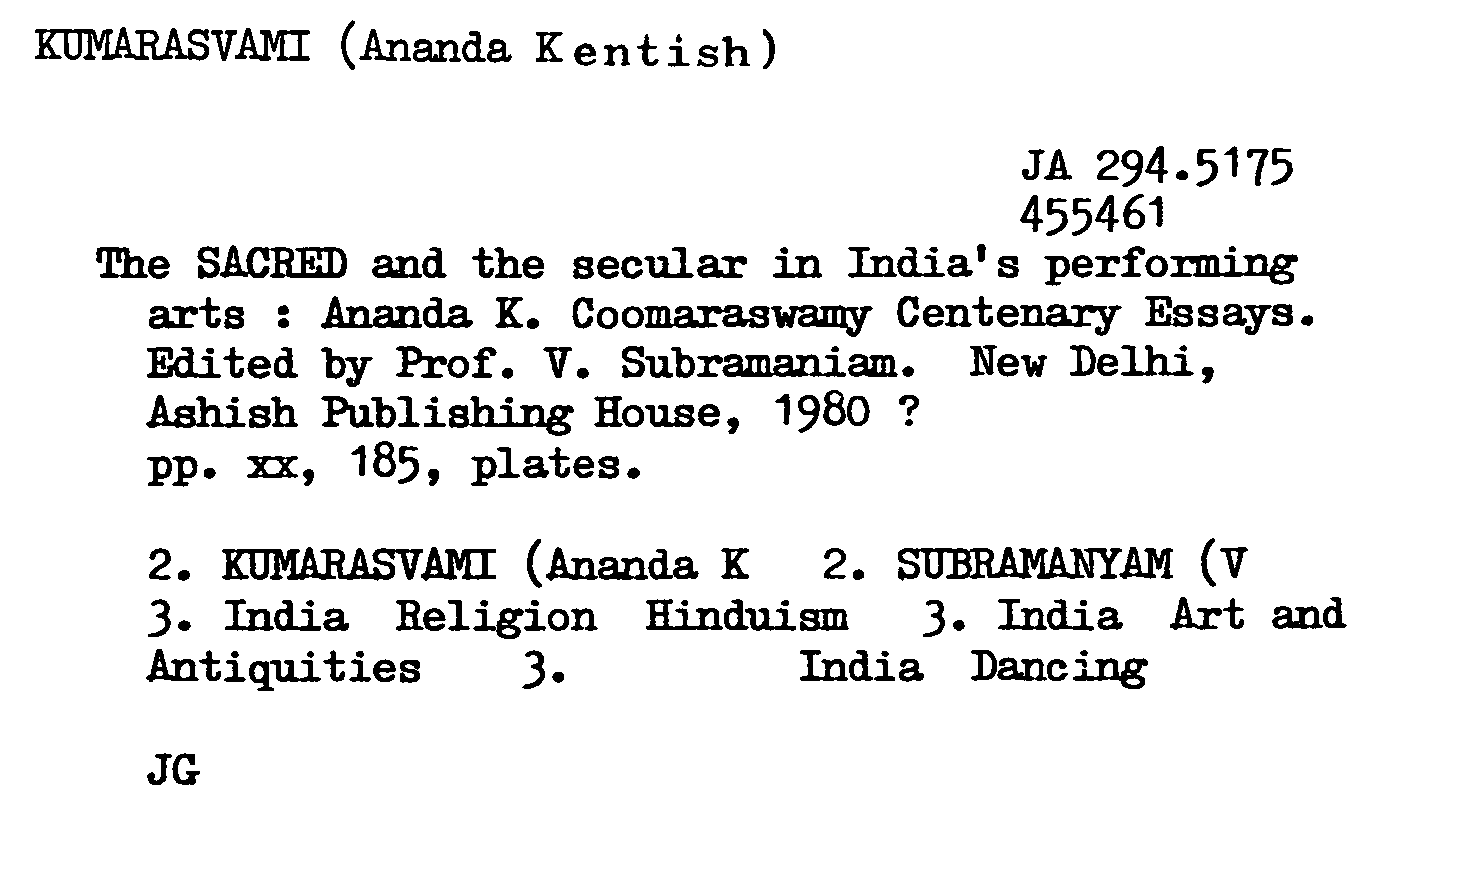 KUMARASVAMI (Ananda Kentish)
JA 294.5175
455461
The SACRED and the secular in India's performing
arts : Ananda K. Coomaraswamy Centenary Essays.
Edited by Prof. V. Subramaniam. New Delhi,
Ashish Publishing House, 1980 ?
pp. xx, 185, plates.
2. KUMARASVAMI (Ananda K 2. SUBRAMANYAM (V
3. India Religion Hinduism 3. India Art and
Antiquities 3. India Dancing
JG